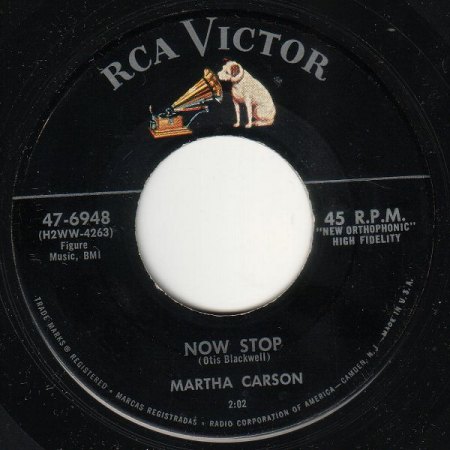 RCA VICTOR
47-6948
(H2WW-4263)
Figure
Music, BMI
45 R.P.M.
"NEW ORTHOPHONIC"
HIGH FIDELITY
NOW STOP
(Otis Blackwell)
MARTHA CARSON
2:02
TRADE MARKS ® REGISTERED • MARCAS REGISTRADAS • RADIO CORPORATION OF AMERICA—CAMDEN, N.J. MADE IN U.S.A.